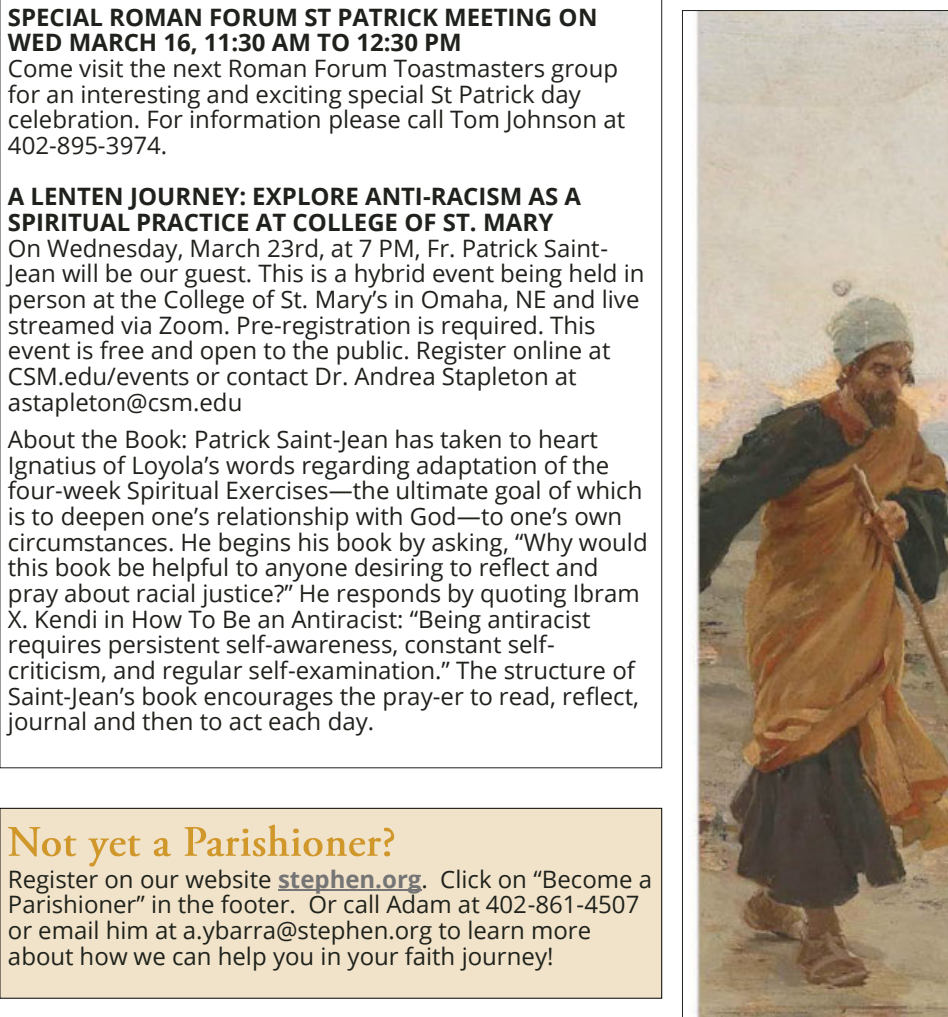 SPECIAL ROMAN FORUM ST PATRICK MEETING ON
WED MARCH 16, 11:30 AM TO 12:30 PM
Come visit the next Roman Forum Toastmasters group
for an interesting and exciting special St Patrick day
celebration. For information please call Tom Johnson at
402-895-3974.
A LENTEN JOURNEY: EXPLORE ANTI-RACISM AS A
SPIRITUAL PRACTICE AT COLLEGE OF ST. MARY
On Wednesday, March 23rd, at 7 PM, Fr. Patrick Saint-
Jean will be our guest. This is a hybrid event being held in
person at the College of St. Mary’s in Omaha, NE and live
streamed via Zoom. Pre-registration is required. This
event is free and open to the public. Register online at
CSM.edu/events or contact Dr. Andrea Stapleton at
astapleton@csm.edu
About the Book: Patrick Saint-Jean has taken to heart
Ignatius of Loyola’s words regarding adaptation of the
four-week Spiritual Exercises—the ultimate goal of which
is to deepen one’s relationship with God—to one’s own
circumstances. He begins his book by asking, “Why would
this book be helpful to anyone desiring to reflect and
pray about racial justice?” He responds by quoting Ibram
X. Kendi in How To Be an Antiracist: “Being antiracist
requires persistent self-awareness, constant self-
criticism, and regular self-examination.” The structure of
Saint-Jean’s book encourages the pray-er to read, reflect,
journal and then to act each day.
Not yet a Parishioner?
Register on our website stephen.org.  Click on “Become a
Parishioner” in the footer.  Or call Adam at 402-861-4507
or email him at a.ybarra@stephen.org to learn more
about how we can help you in your faith journey!